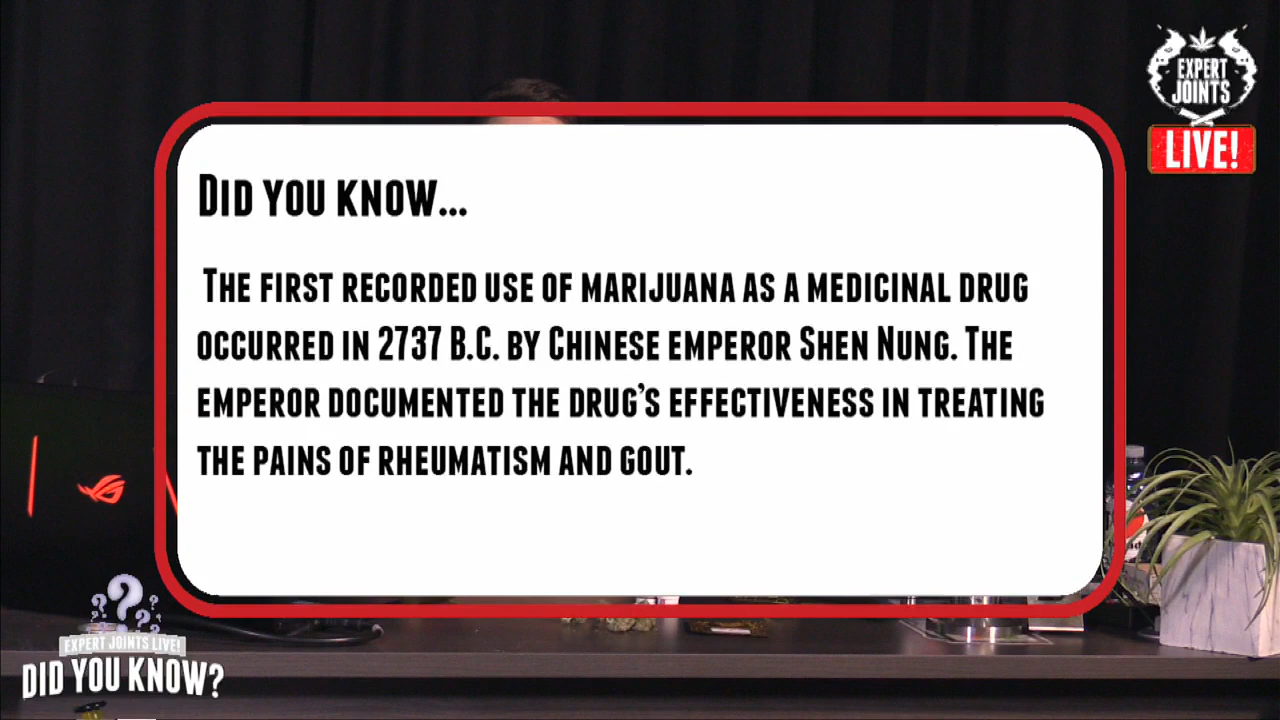 EXPERT
JOINTS
LIVE!
DID YOU KNOW...
THE FIRST RECORDED USE OF MARIJUANA AS A MEDICINAL DRUG
OCCURRED IN 2737 B.C. BY CHINESE EMPEROR SHEN NUNG. THE
EMPEROR DOCUMENTED THE DRUG'S EFFECTIVENESS IN TREATING
THE PAINS OF RHEUMATISM AND GOUT.
EXPERT JOINTS LIVE!
DID YOU KNOW?